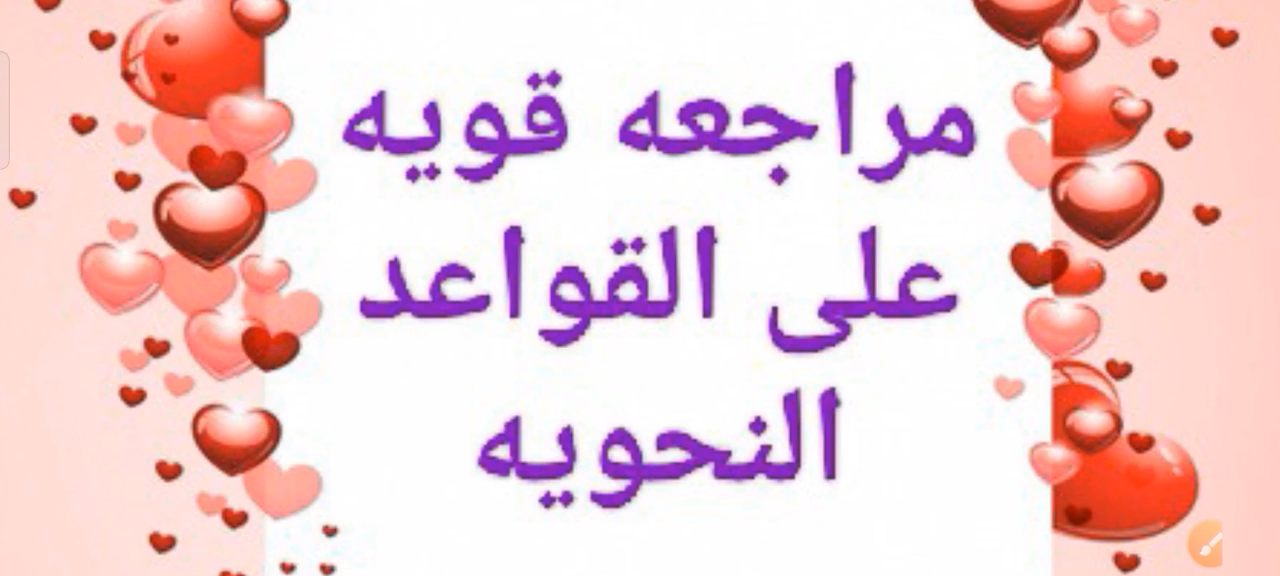 مراجعه قويه
على القواعد
النحويه